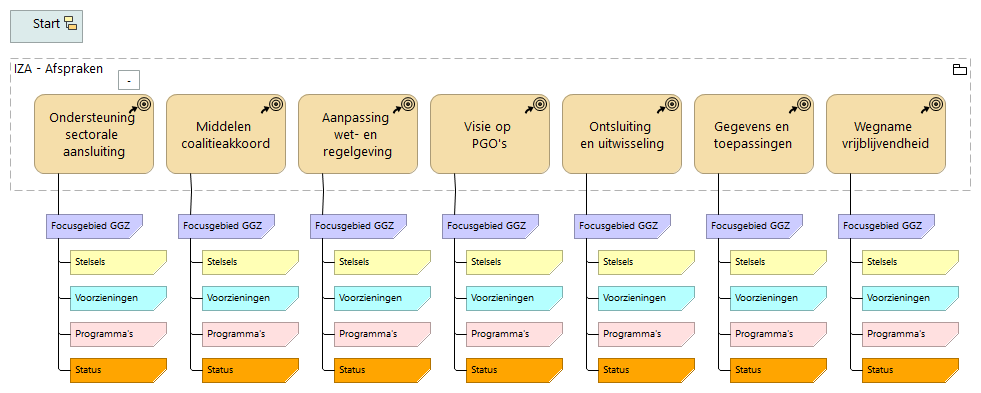 Start
IZA - Afspraken
-
Ondersteuning
sectorale
aansluiting
Middelen
coalitieakkoord
Aanpassing
wet- en
regelgeving
Visie op
PGO's
Ontsluiting
en uitwisseling
Gegevens en
toepassingen
Wegname
vrijblijvendheid
Focusgebied GGZ
Focusgebied GGZ
Focusgebied GGZ
Focusgebied GGZ
Focusgebied GGZ
Focusgebied GGZ
Focusgebied GGZ
Stelsels
Stelsels
Stelsels
Stelsels
Stelsels
Stelsels
Stelsels
Voorzieningen
Voorzieningen
Voorzieningen
Voorzieningen
Voorzieningen
Voorzieningen
Voorzieningen
Programma's
Programma's
Programma's
Programma's
Programma's
Programma's
Programma's
Status
Status
Status
Status
Status
Status
Status